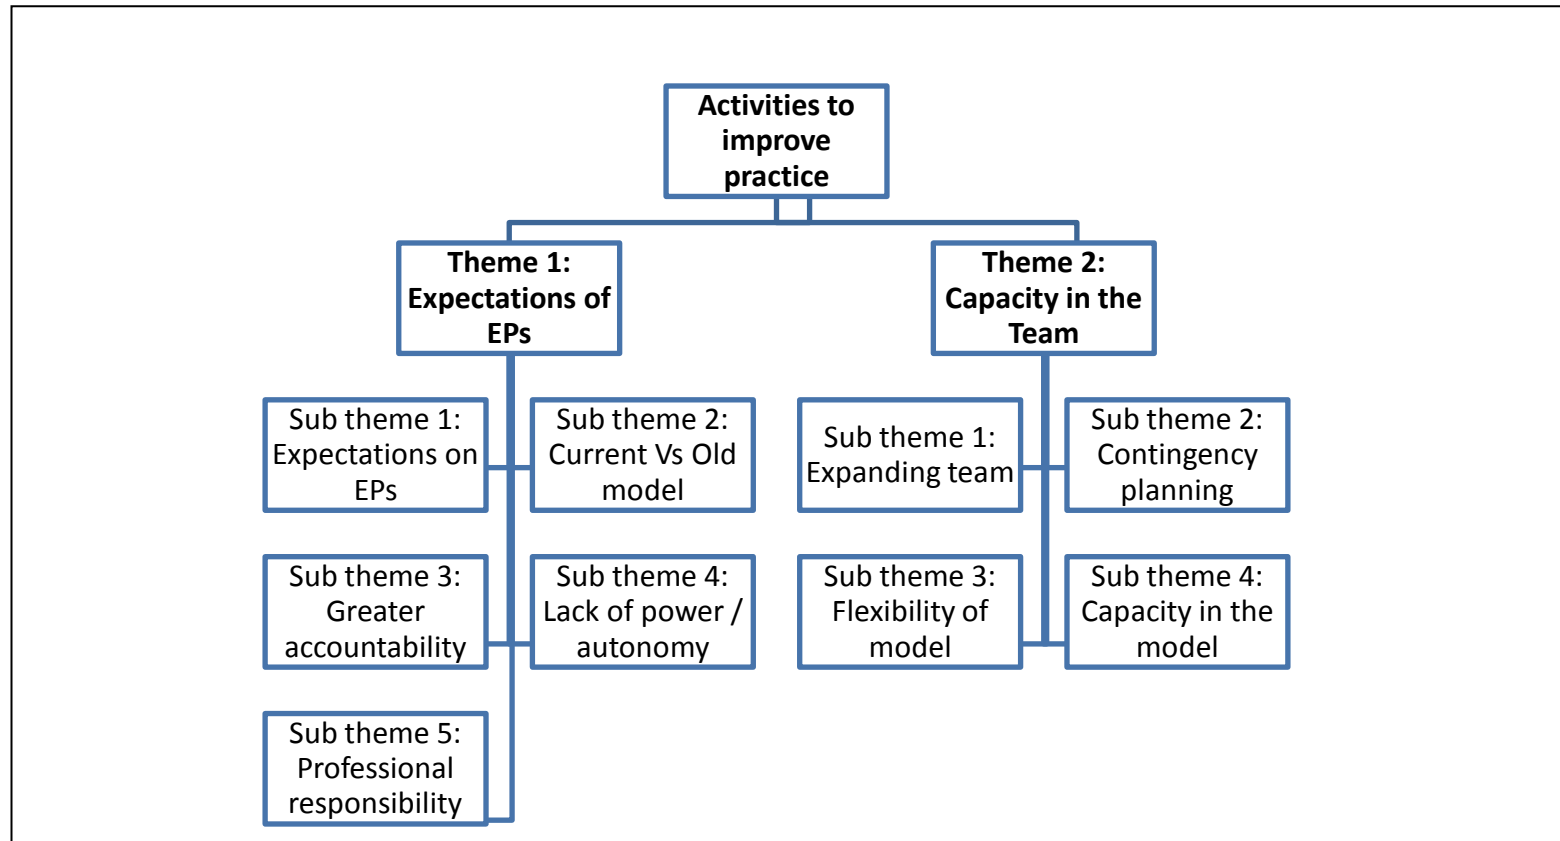 Activities to
improve
practice
Theme 1:
Expectations of
EPs
Theme 2:
Capacity in the
Team
Sub theme 1:
Expectations on
EPs
Sub theme 2:
Current Vs Old
model
Sub theme 1:
Expanding team
Sub theme 2:
Contingency
planning
Sub theme 3:
Greater
accountability
Sub theme 4:
Lack of power /
autonomy
Sub theme 3:
Flexibility of
model
Sub theme 4:
Capacity in the
model
Sub theme 5:
Professional
responsibility